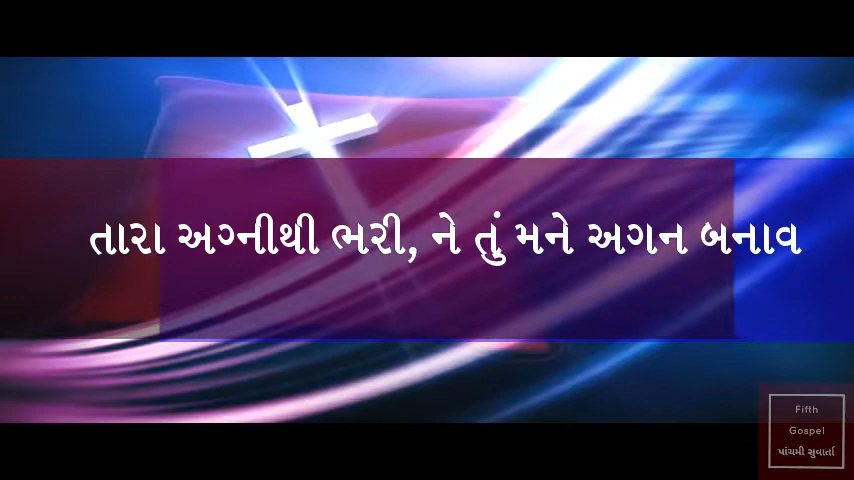 તારા અગ્નીથી ભરી, ને તું મને અગન બનાવ
Fifth
Gospel
પાંચમી સુવાર્તા